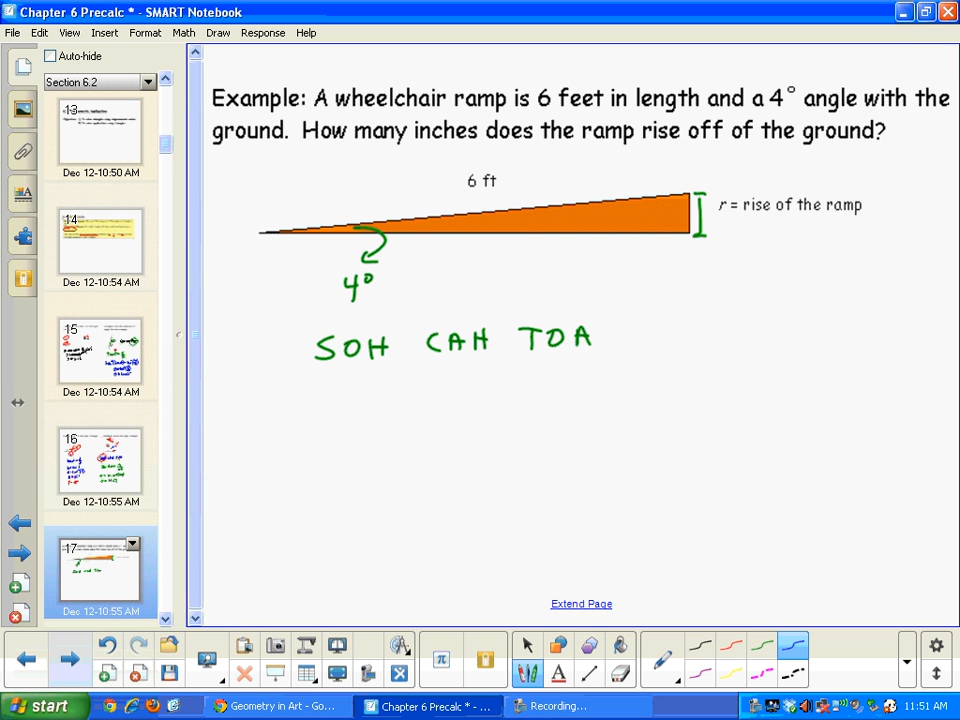 Chapter 6 Precalc * - SMART Notebook
File Edit View Insert Format Math Draw Response Help
Auto-hide
Section 6.2
13
Dec 12-10:50 AM
14
Dec 12-10:54 AM
15
Dec 12-10:54 AM
16
Dec 12-10:55 AM
17
Dec 12-10:55 AM
Example: A wheelchair ramp is 6 feet in length and a 4° angle with the
ground. How many inches does the ramp rise off of the ground?
6 ft
r = rise of the ramp
4°
SOH CAH TOA
Extend Page
π
A
start
Geometry in Art - Go...
Chapter 6 Precalc * - ...
Recording...
11:51 AM